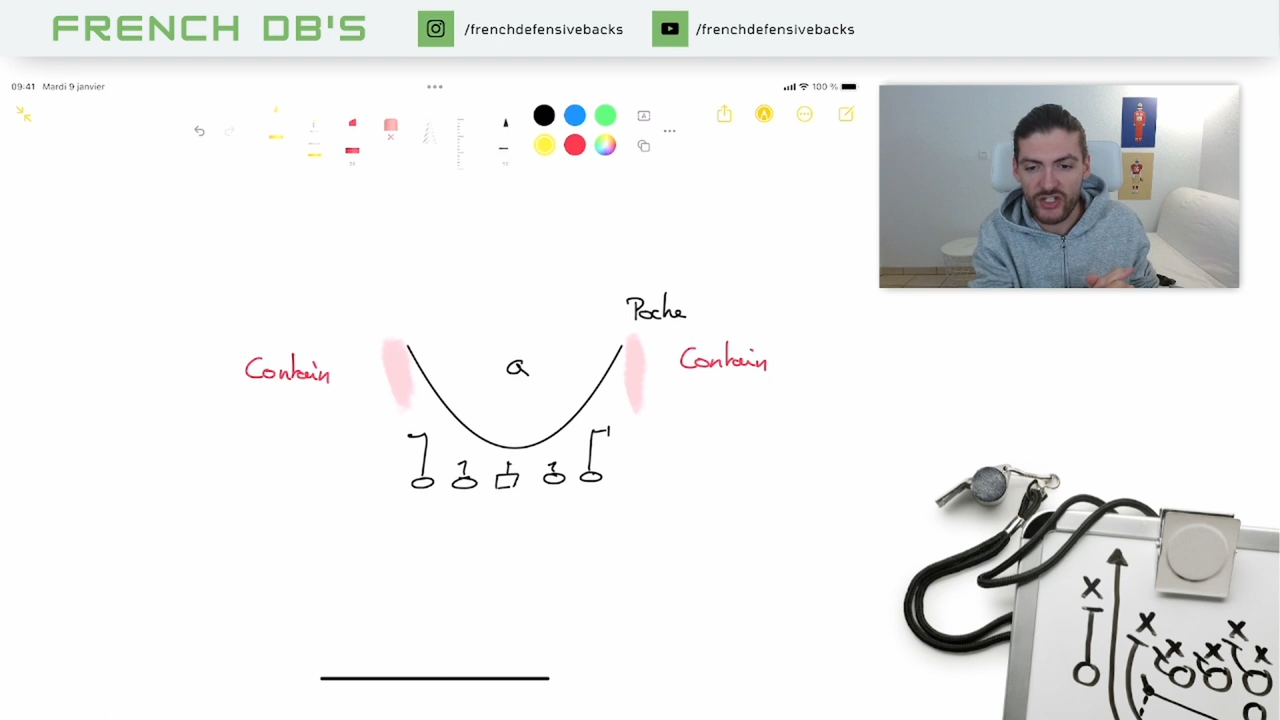 FRENCH DB'S
/frenchdefensivebacks
/frenchdefensivebacks
09:41 Mardi 9 janvier
100 %
A
Poche
Contain
Q
Contain
X
X
X
X
X
X